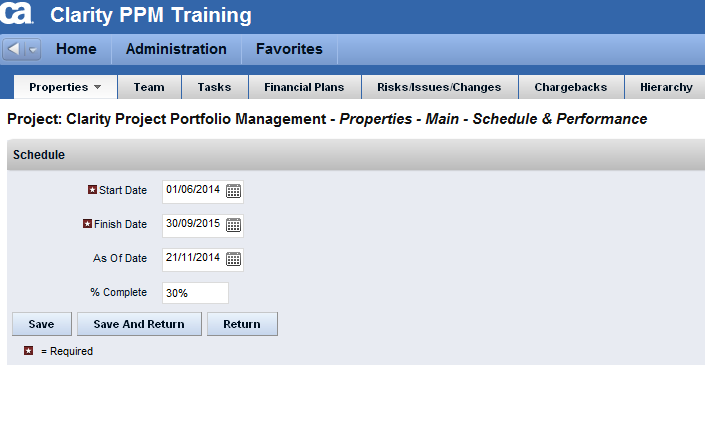 ca Clarity PPM Training
Home Administration Favorites
Properties Team Tasks Financial Plans Risks/Issues/Changes Chargebacks Hierarchy
Project: Clarity Project Portfolio Management - Properties - Main - Schedule & Performance
Schedule
Start Date 01/06/2014
Finish Date 30/09/2015
As Of Date 21/11/2014
% Complete 30%
Save Save And Return Return
= Required